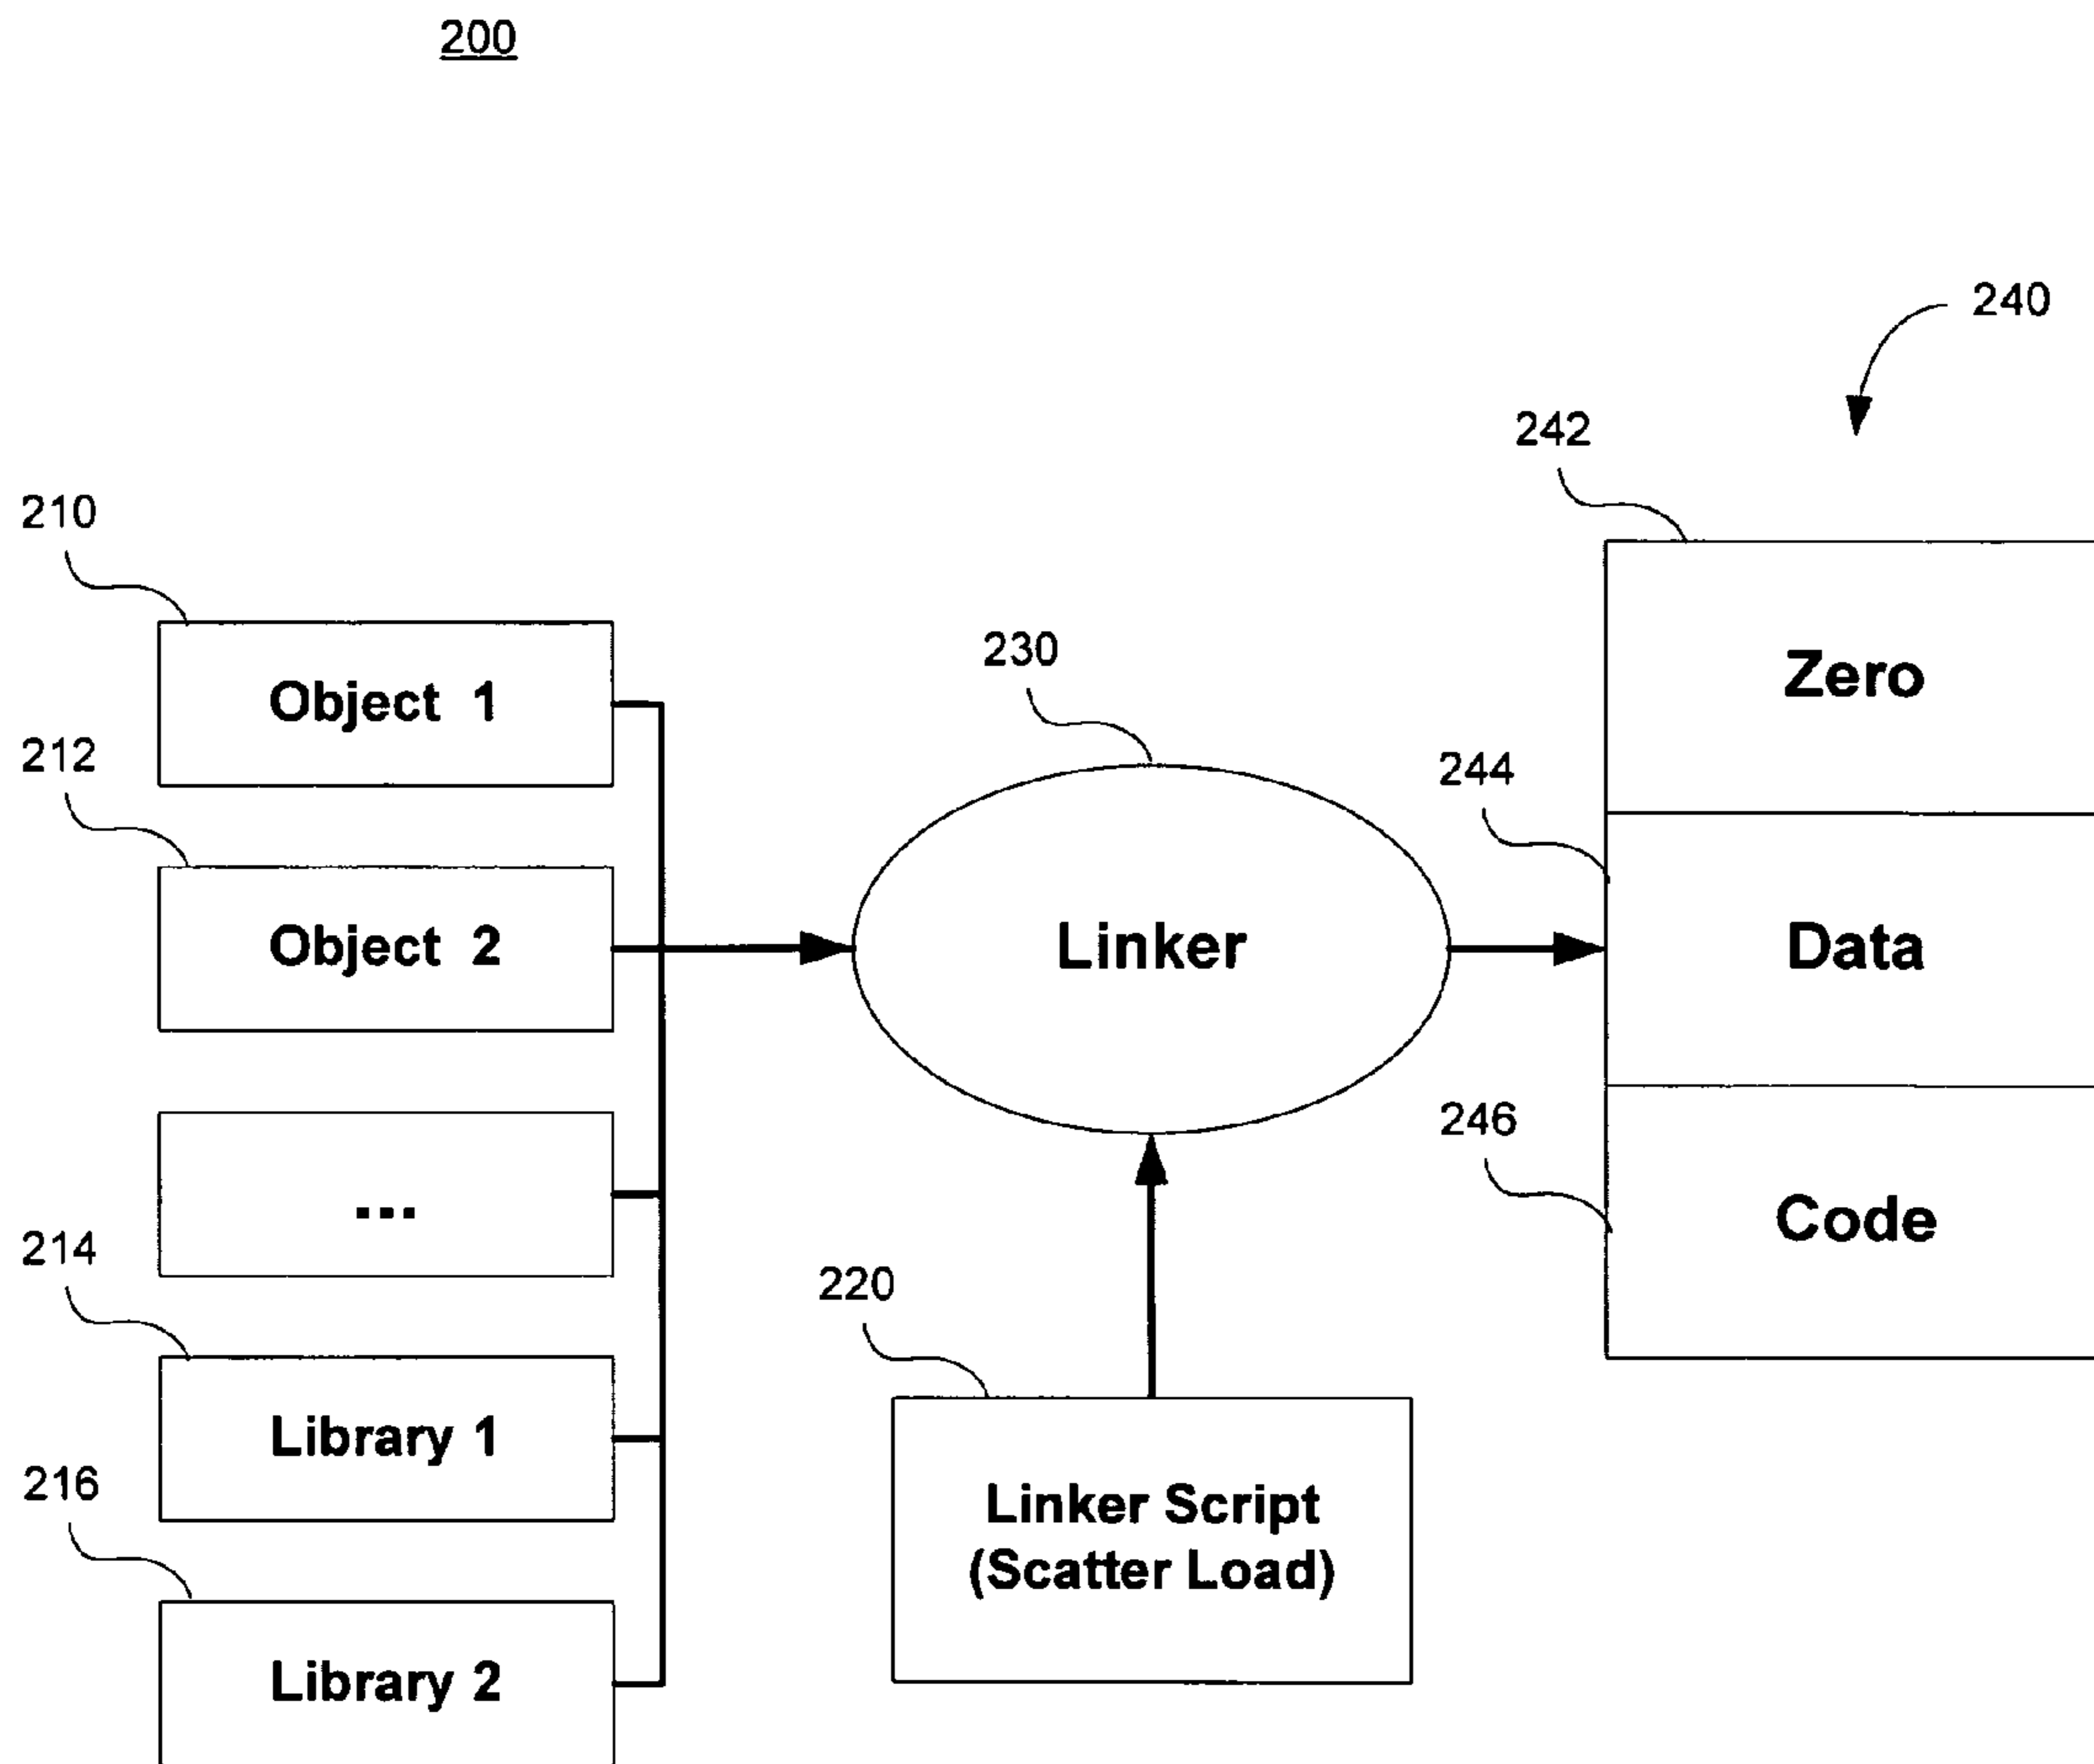 200
240
242
210
Zero
230
Object 1
212
244
Linker
Object 2
Data
246
...
Code
214
220
Library 1
216
Linker Script
(Scatter Load)
Library 2